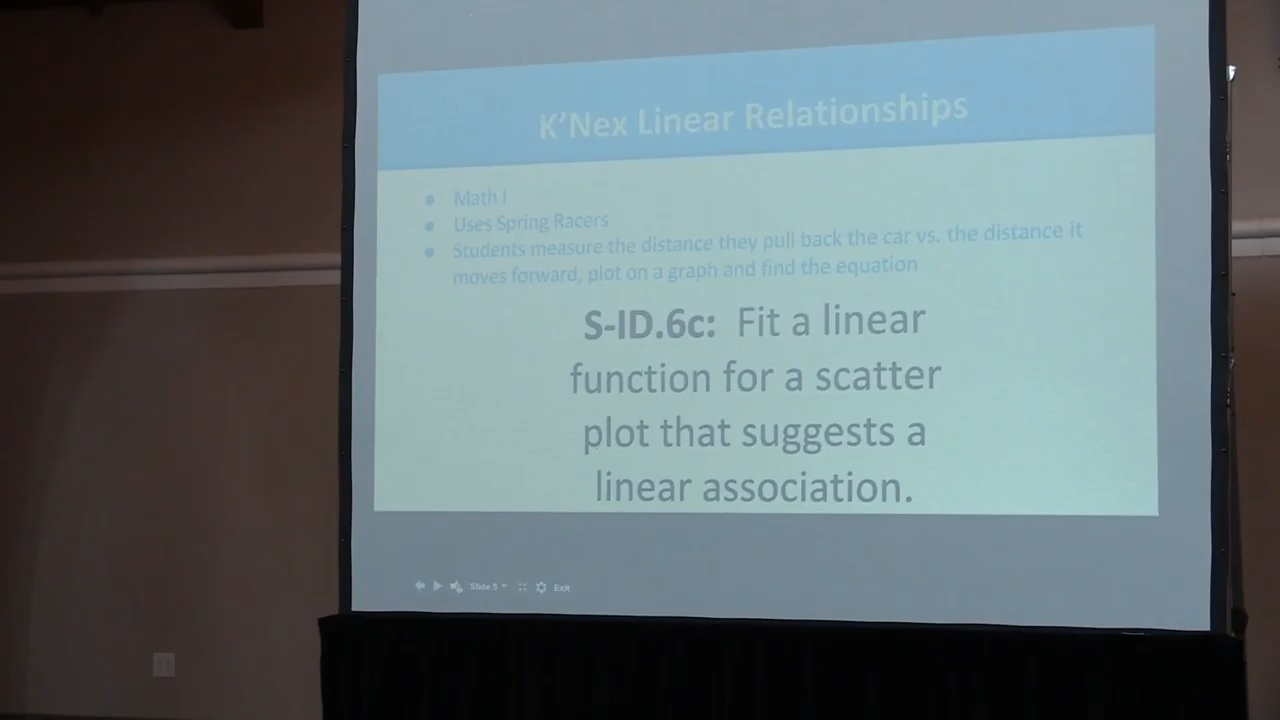 K'Nex Linear Relationships
● Math I
● Uses Spring Racers
● Students measure the distance they pull back the car vs. the distance it
moves forward, plot on a graph and find the equation
S-ID.6c: Fit a linear
function for a scatter
plot that suggests a
linear association.
Slide 5 Exit